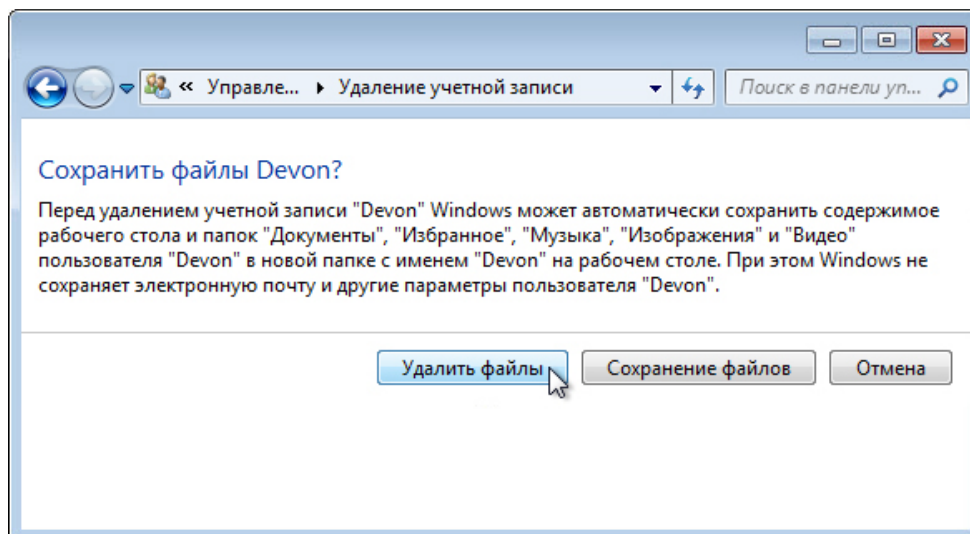 « Управле... Удаление учетной записи
Поиск в панели уп...
Сохранить файлы Devon?
Перед удалением учетной записи "Devon" Windows может автоматически сохранить содержимое
рабочего стола и папок "Документы", "Избранное", "Музыка", "Изображения" и "Видео"
пользователя "Devon" в новой папке с именем "Devon" на рабочем столе. При этом Windows не
сохраняет электронную почту и другие параметры пользователя "Devon".
Удалить файлы Сохранение файлов Отмена